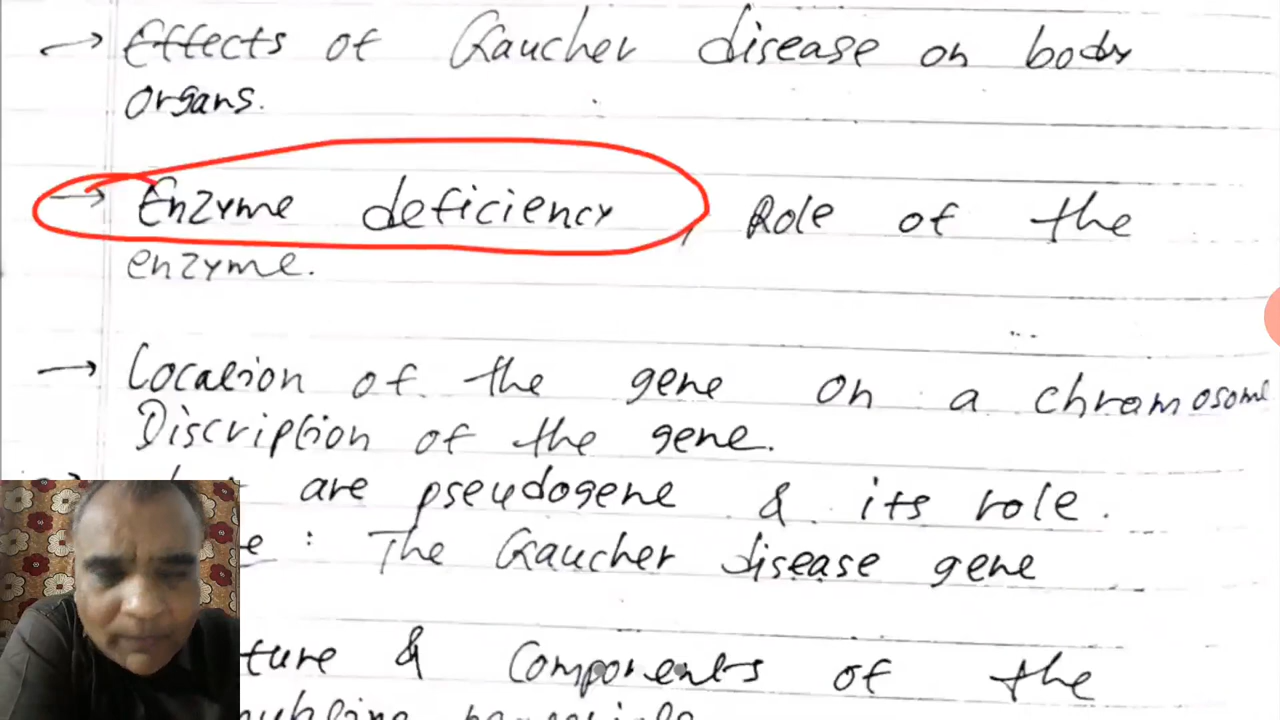 → Effects of Gaucher disease on body
organs.
→ Enzyme deficiency, Role of the
enzyme.
→ Location of the gene on a chromosome
Discription of the gene.
are pseudogene & its role.
: The Gaucher disease gene
& Components of the